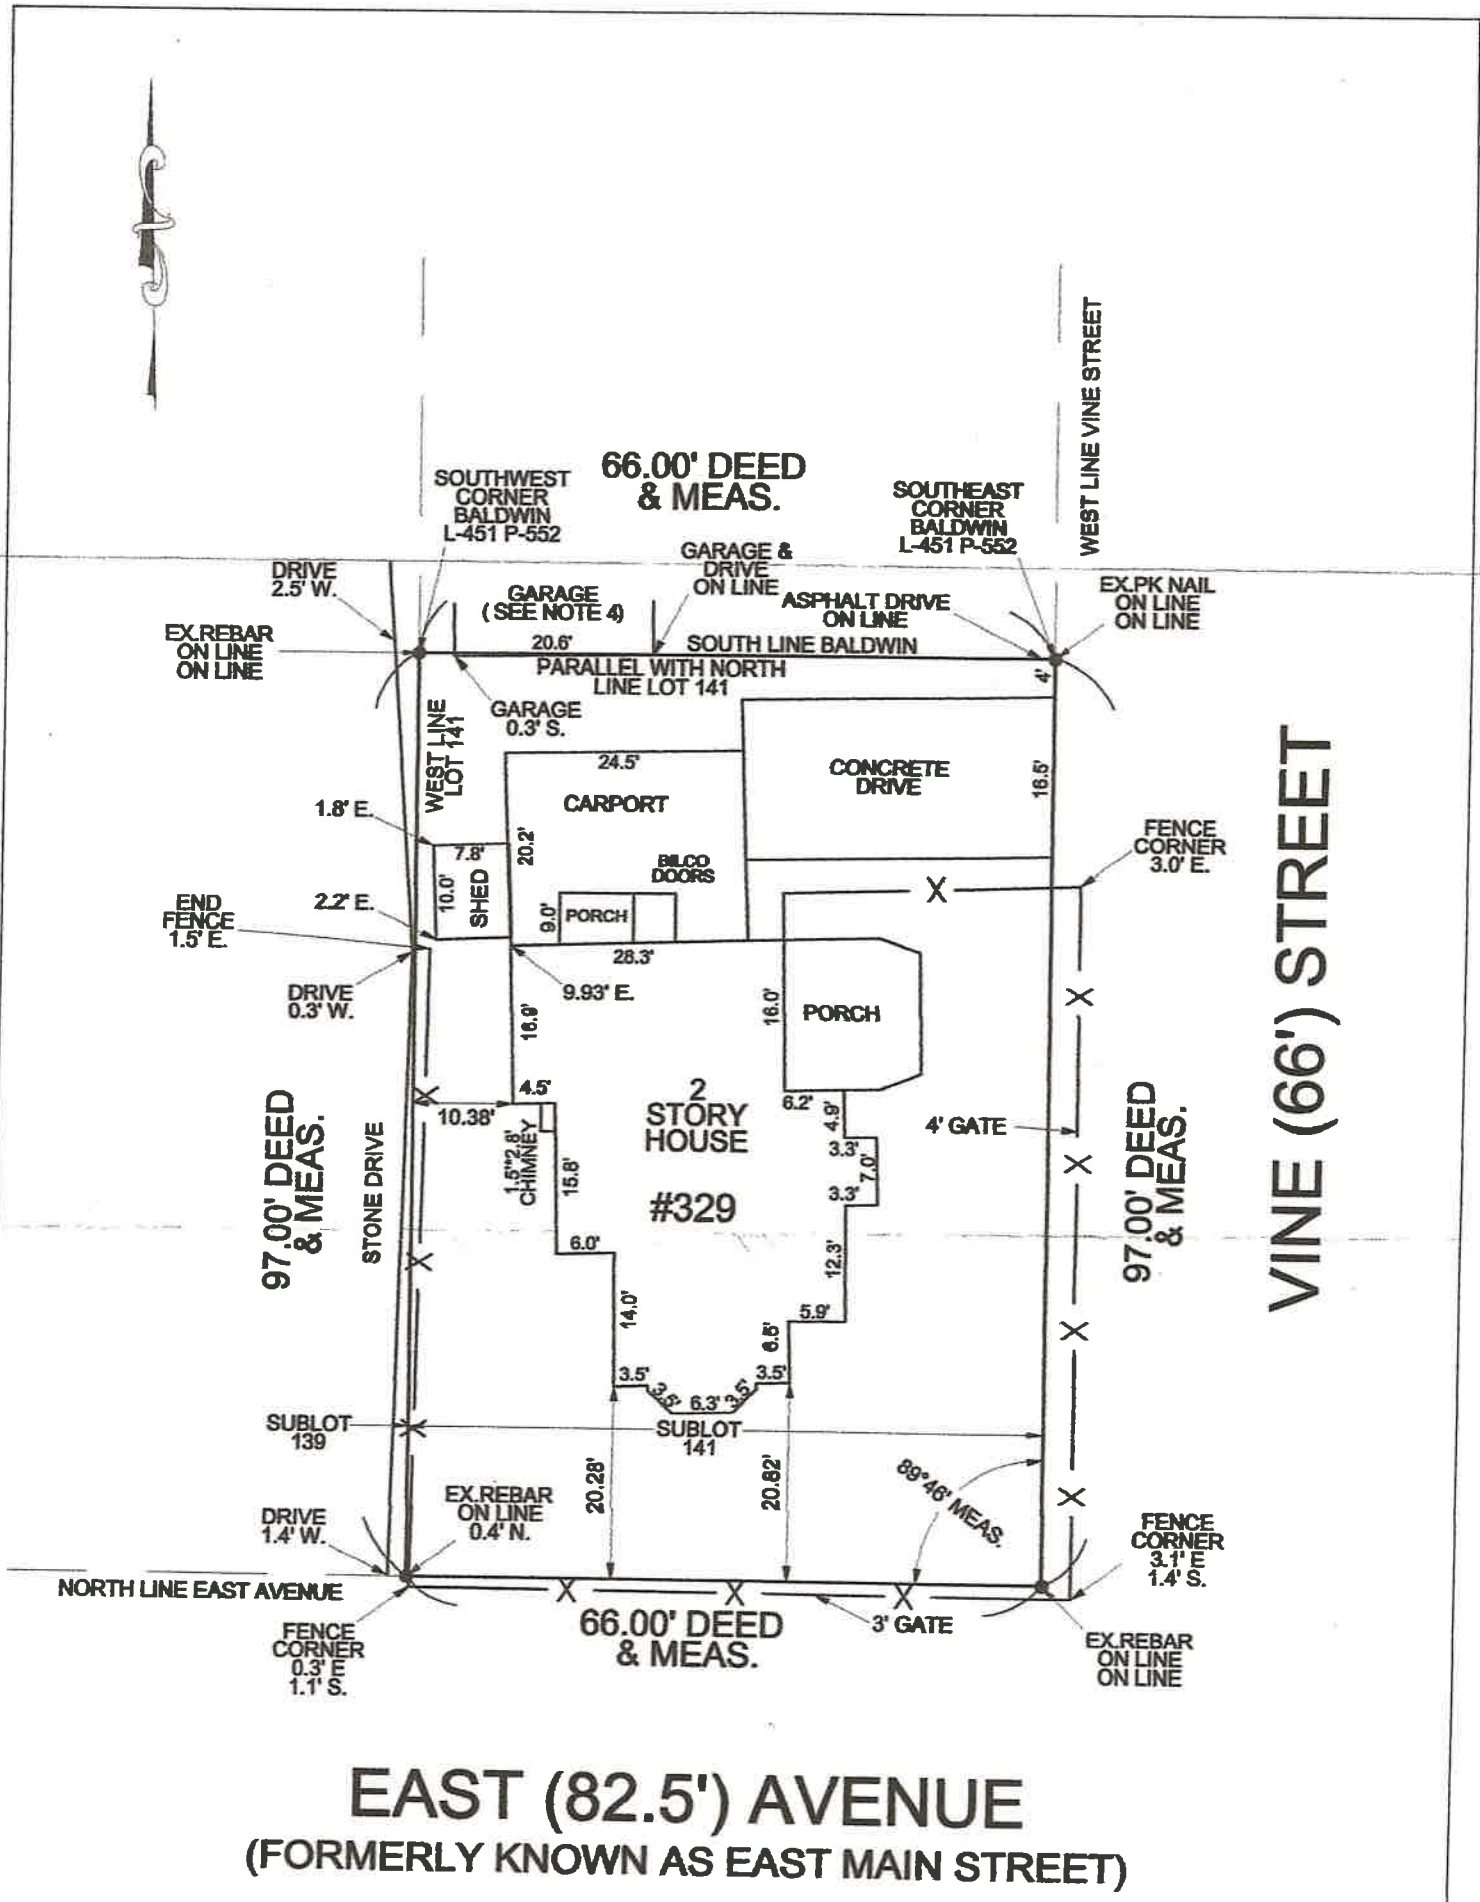 WEST LINE VINE STREET
66.00' DEED
& MEAS.
SOUTHWEST
CORNER
BALDWIN
L-451 P-552
SOUTHEAST
CORNER
BALDWIN
L-451 P-552
DRIVE
2.5' W.
GARAGE
( SEE NOTE 4)
GARAGE &
DRIVE
ON LINE
ASPHALT DRIVE
ON LINE
EX.PK NAIL
ON LINE
ON LINE
EX.REBAR
ON LINE
ON LINE
20.6'
SOUTH LINE BALDWIN
PARALLEL WITH NORTH
LINE LOT 141
4'
WEST LINE
LOT 141
GARAGE
0.3' S.
24.5'
CARPORT
CONCRETE
DRIVE
16.5'
1.8' E.
7.8'
10.0'
SHED
20.2'
BILCO
DOORS
FENCE
CORNER
3.0' E.
X
END
FENCE
1.5' E.
2.2' E.
9.0'
PORCH
28.3'
DRIVE
0.3' W.
9.93' E.
16.9'
16.0'
PORCH
X
VINE (66') STREET
97.00' DEED
& MEAS.
STONE DRIVE
X
10.38'
4.5'
1.5'*2.8'
CHIMNEY
15.8'
2
STORY
HOUSE
#329
6.2'
4.9'
3.3'
7.0'
3.3'
4' GATE
X
97.00' DEED
& MEAS.
X
6.0'
12.3'
14.0'
5.9'
6.5'
X
3.5'
3.5'
6.3'
3.5'
3.5'
SUBLOT
139
X
SUBLOT
141
20.28'
20.82'
89°46' MEAS.
X
EX.REBAR
ON LINE
0.4' N.
DRIVE
1.4' W.
FENCE
CORNER
3.1' E
1.4' S.
NORTH LINE EAST AVENUE
X
X
X
FENCE
CORNER
0.3' E
1.1' S.
66.00' DEED
& MEAS.
3' GATE
EX.REBAR
ON LINE
ON LINE
EAST (82.5') AVENUE
(FORMERLY KNOWN AS EAST MAIN STREET)